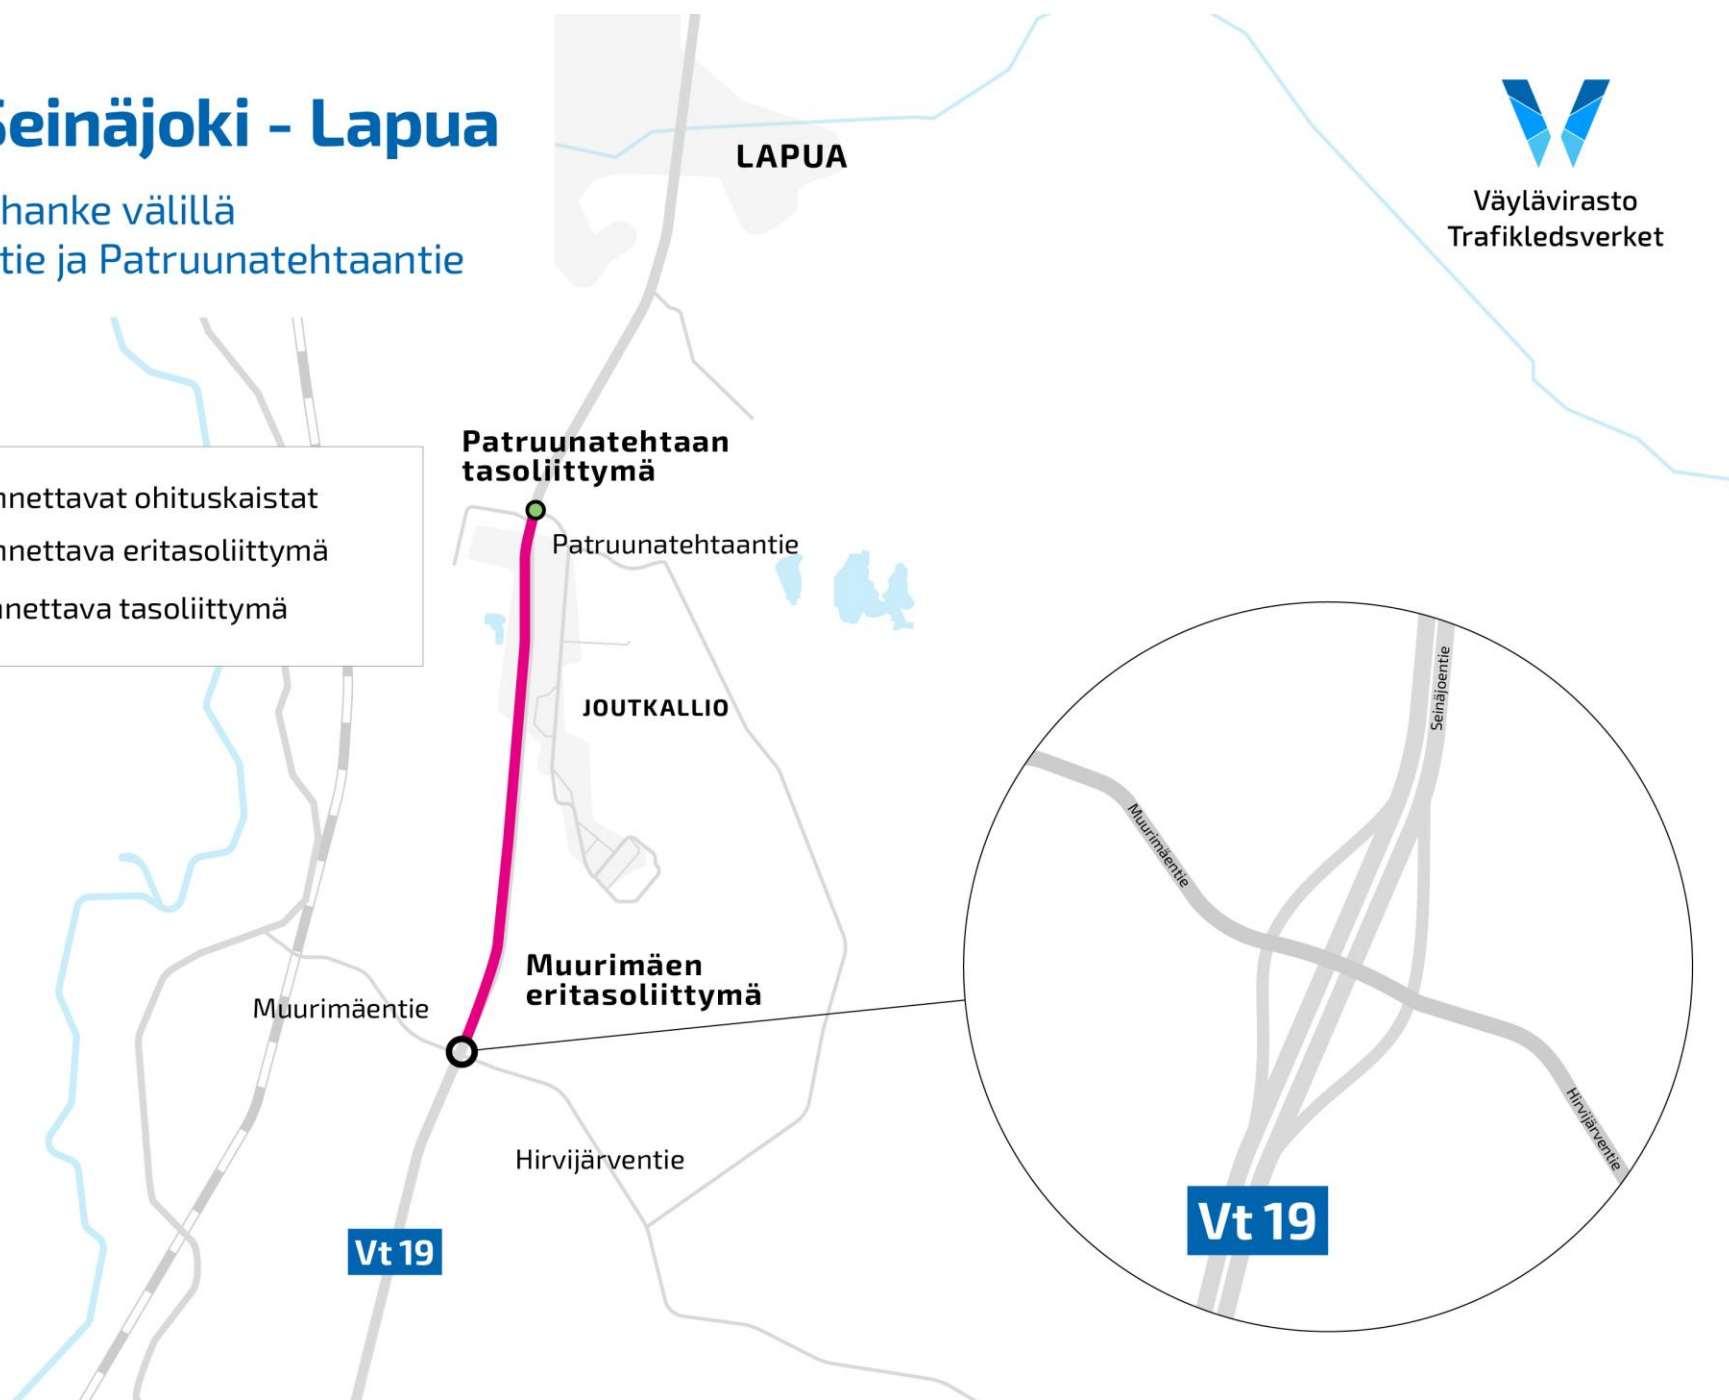 Seinäjoki - Lapua
hanke välillä
tie ja Patruunatehtaantie
LAPUA
Väylävirasto
Trafikledsverket
Patruunatehtaan
tasoliittymä
nnettavat ohituskaistat
nnettava eritasoliittymä
nnettava tasoliittymä
Patruunatehtaantie
JOUTKALLIO
Seinäjoentie
Muurimäentie
Muurimäen
eritasoliittymä
Muurimäentie
Hirvijärventie
Hirvijärventie
Vt 19
Vt 19